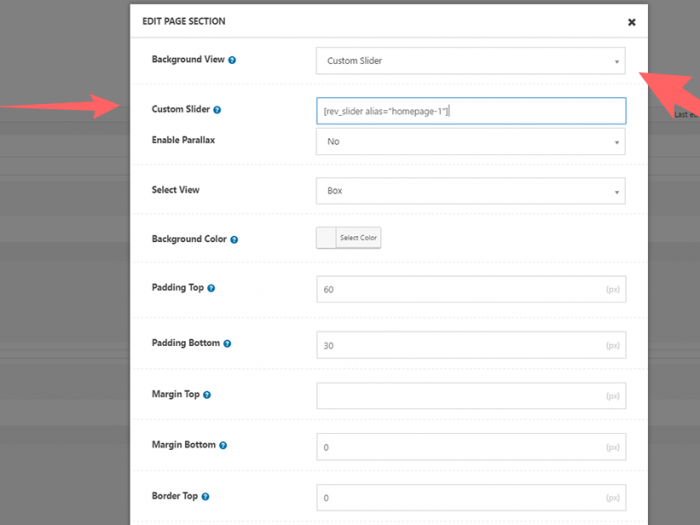 EDIT PAGE SECTION
Background View
Custom Slider
Custom Slider
[rev_slider alias="homepage-1"]
Enable Parallax
No
Select View
Box
Background Color
Select Color
Padding Top
60
(px)
Padding Bottom
30
(px)
Margin Top
(px)
Margin Bottom
0
(px)
Border Top
0
(px)
Last